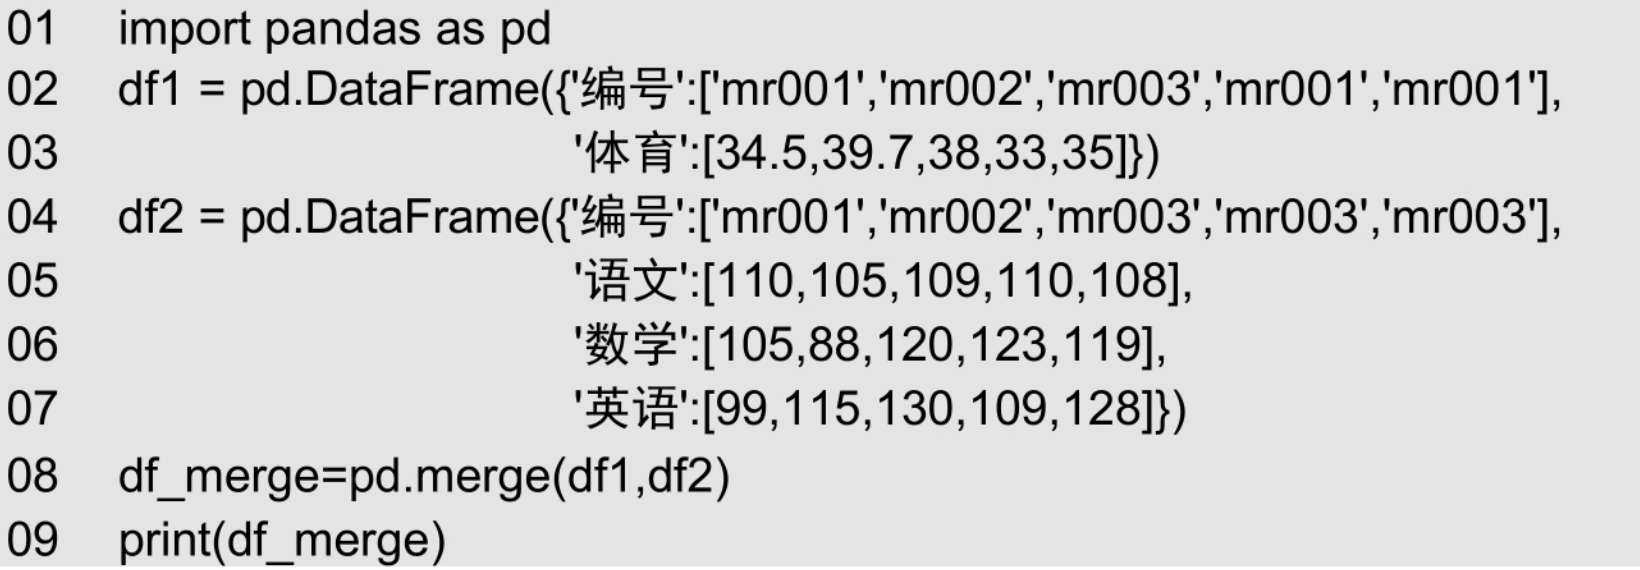 01 import pandas as pd
02 df1 = pd.DataFrame({'编号':['mr001','mr002','mr003','mr001','mr001'],
03 '体育':[34.5,39.7,38,33,35]})
04 df2 = pd.DataFrame({'编号':['mr001','mr002','mr003','mr003','mr003'],
05 '语文':[110,105,109,110,108],
06 '数学':[105,88,120,123,119],
07 '英语':[99,115,130,109,128]})
08 df_merge=pd.merge(df1,df2)
09 print(df_merge)